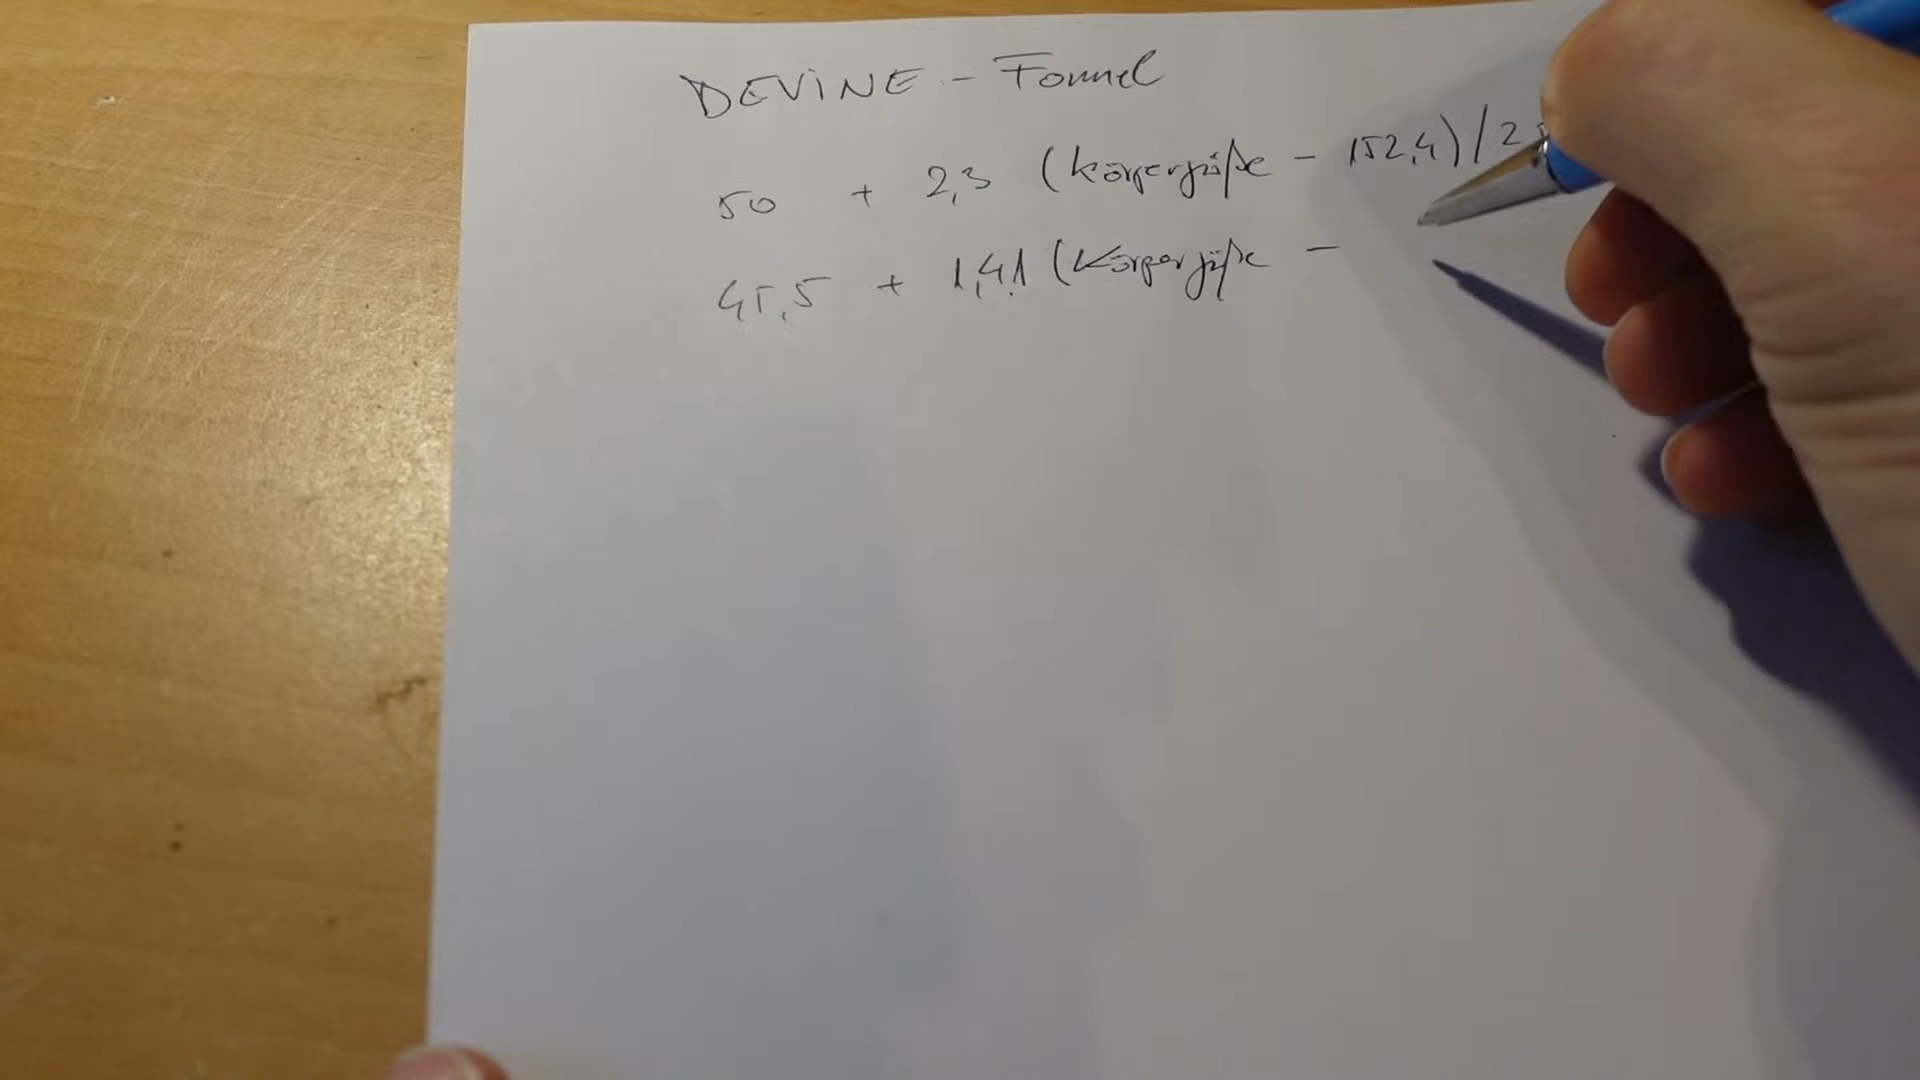 DEVINE - Formel
50 + 2,3 (Körpergröße - 152,4) / 2
45,5 + 1,41 (Körpergröße -